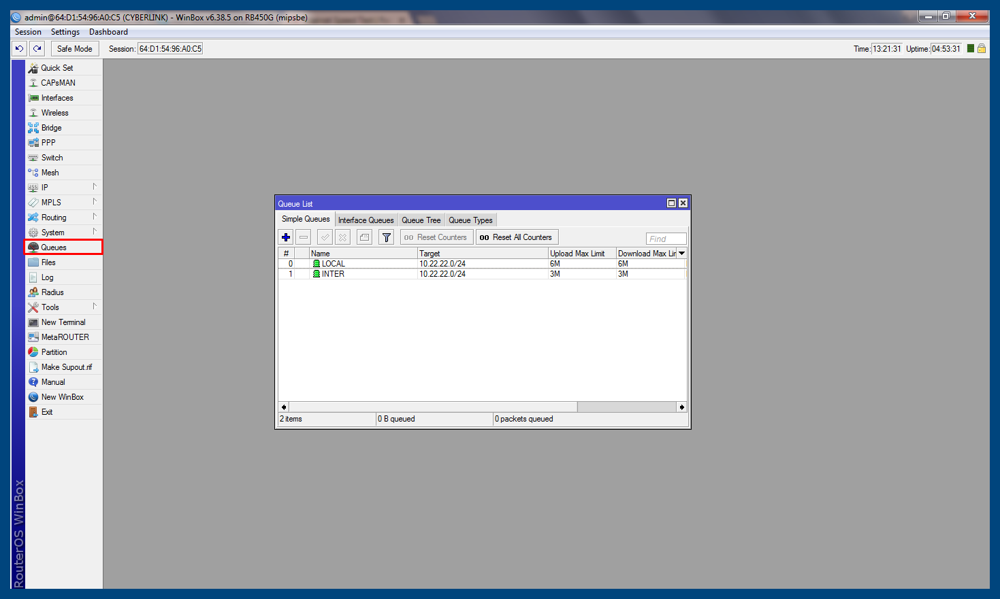 admin@64:D1:54:96:A0:C5 (CYBERLINK) - WinBox v6.38.5 on RB450G (mipsbe)
Session Settings Dashboard
Safe Mode Session: 64:D1:54:96:A0:C5 Time: 13:21:31 Uptime: 04:53:31
Quick Set
CAPsMAN
Interfaces
Wireless
Bridge
PPP
Switch
Mesh
IP
MPLS
Routing
System
Queues
Files
Log
Radius
Tools
New Terminal
MetaROUTER
Partition
Make Supout.rif
Manual
New WinBox
Exit
RouterOS WinBox
Queue List
Simple Queues Interface Queues Queue Tree Queue Types
00 Reset Counters 00 Reset All Counters Find
# Name Target Upload Max Limit Download Max Lir
0 LOCAL 10.22.22.0/24 6M 6M
1 INTER 10.22.22.0/24 3M 3M
2 items 0 B queued 0 packets queued